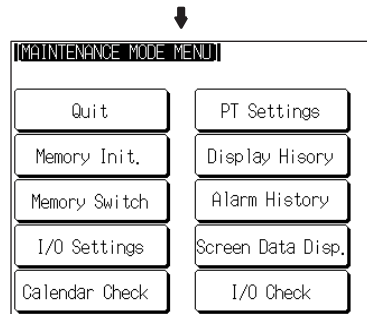 [MAINTENANCE MODE MENU]
Quit
PT Settings
Memory Init.
Display Hisory
Memory Switch
Alarm History
I/O Settings
Screen Data Disp.
Calendar Check
I/O Check